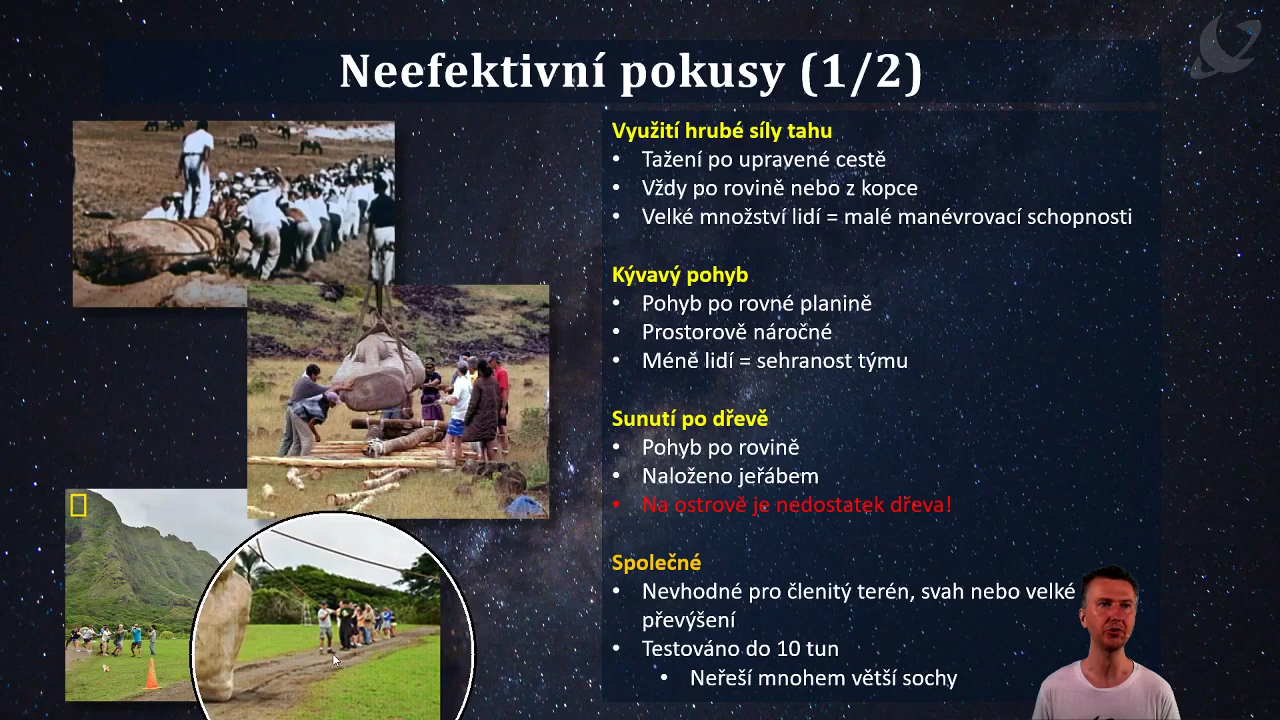 Neefektivní pokusy (1/2)
Využití hrubé síly tahu
• Tažení po upravené cestě
• Vždy po rovině nebo z kopce
• Velké množství lidí = malé manévrovací schopnosti
Kývavý pohyb
• Pohyb po rovné planině
• Prostorově náročné
• Méně lidí = sehranost týmu
Sunutí po dřevě
• Pohyb po rovině
• Naloženo jeřábem
• Na ostrově je nedostatek dřeva!
Společné
• Nevhodné pro členitý terén, svah nebo velké
převýšení
• Testováno do 10 tun
• Neřeší mnohem větší sochy